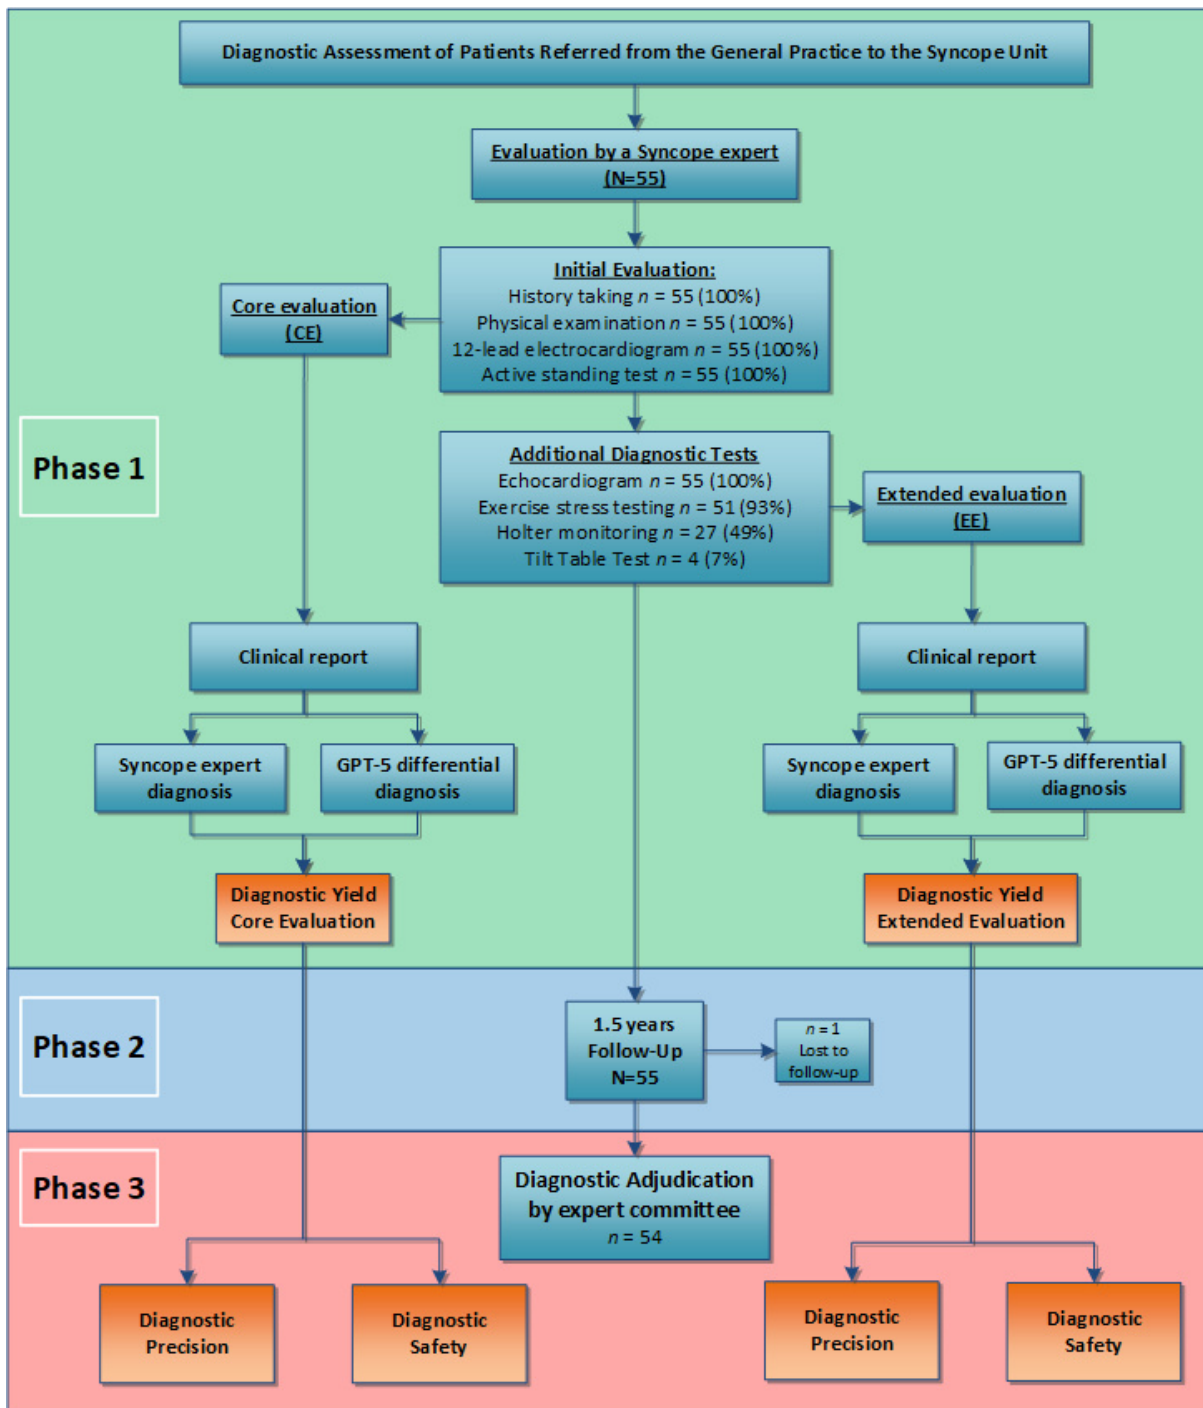 Diagnostic Assessment of Patients Referred from the General Practice to the Syncope Unit
Evaluation by a Syncope expert
(N=55)
Initial Evaluation:
History taking n = 55 (100%)
Physical examination n = 55 (100%)
12-lead electrocardiogram n = 55 (100%)
Active standing test n = 55 (100%)
Core evaluation
(CE)
Phase 1
Additional Diagnostic Tests
Echocardiogram n = 55 (100%)
Exercise stress testing n = 51 (93%)
Holter monitoring n = 27 (49%)
Tilt Table Test n = 4 (7%)
Extended evaluation
(EE)
Clinical report
Clinical report
Syncope expert
diagnosis
GPT-5 differential
diagnosis
Syncope expert
diagnosis
GPT-5 differential
diagnosis
Diagnostic Yield
Core Evaluation
Diagnostic Yield
Extended Evaluation
Phase 2
1.5 years
Follow-Up
N=55
n = 1
Lost to
follow-up
Phase 3
Diagnostic Adjudication
by expert committee
n = 54
Diagnostic
Precision
Diagnostic
Safety
Diagnostic
Precision
Diagnostic
Safety